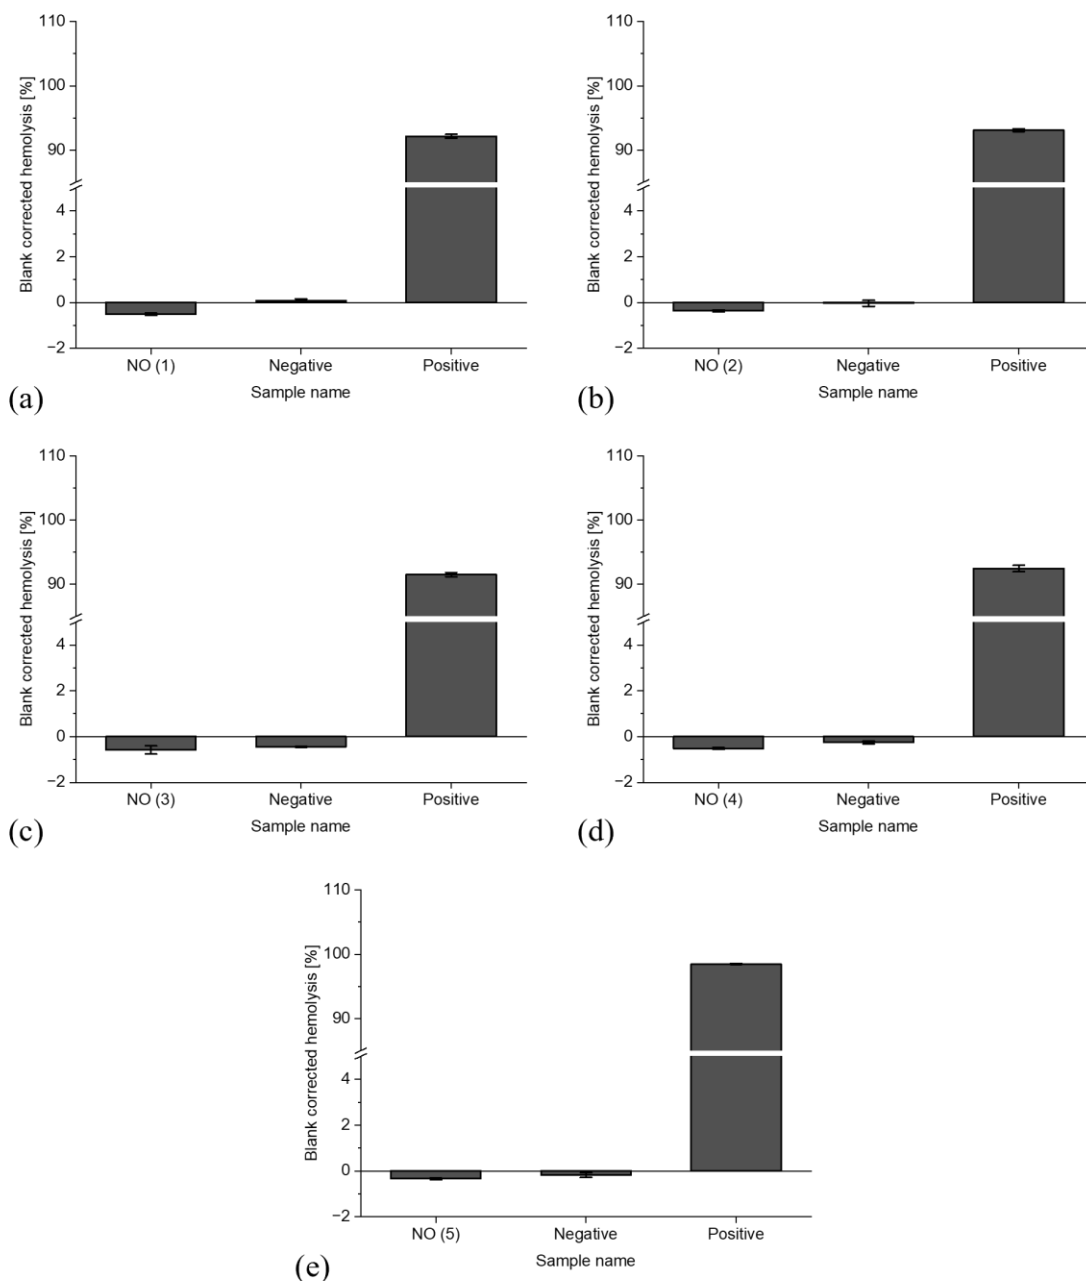 Blank corrected hemolysis [%]
110
100
90
4
2
0
−2
NO (1) Negative Positive
Sample name
(a)
Blank corrected hemolysis [%]
110
100
90
4
2
0
−2
NO (2) Negative Positive
Sample name
(b)
Blank corrected hemolysis [%]
110
100
90
4
2
0
−2
NO (3) Negative Positive
Sample name
(c)
Blank corrected hemolysis [%]
110
100
90
4
2
0
−2
NO (4) Negative Positive
Sample name
(d)
Blank corrected hemolysis [%]
110
100
90
4
2
0
−2
NO (5) Negative Positive
Sample name
(e)